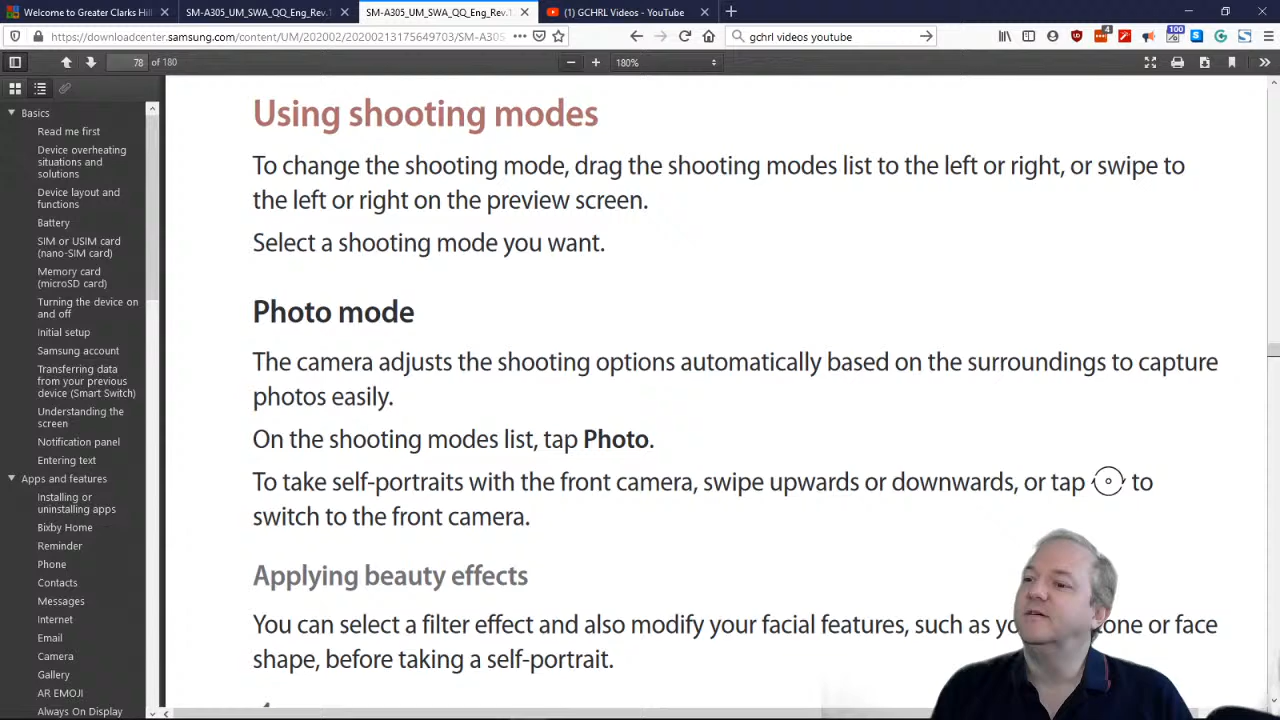 Welcome to Greater Clarks Hill
SM-A305_UM_SWA_QQ_Eng_Rev.1
SM-A305_UM_SWA_QQ_Eng_Rev.1
(1) GCHRL Videos - YouTube
https://downloadcenter.samsung.com/content/UM/202002/20200213175649703/SM-A305
gchrl videos youtube
4
100
78 of 180
180%
Basics
Read me first
Device overheating
situations and
solutions
Device layout and
functions
Battery
SIM or USIM card
(nano-SIM card)
Memory card
(microSD card)
Turning the device on
and off
Initial setup
Samsung account
Transferring data
from your previous
device (Smart Switch)
Understanding the
screen
Notification panel
Entering text
Apps and features
Installing or
uninstalling apps
Bixby Home
Reminder
Phone
Contacts
Messages
Internet
Email
Camera
Gallery
AR EMOJI
Always On Display
Using shooting modes
To change the shooting mode, drag the shooting modes list to the left or right, or swipe to
the left or right on the preview screen.
Select a shooting mode you want.
Photo mode
The camera adjusts the shooting options automatically based on the surroundings to capture
photos easily.
On the shooting modes list, tap Photo.
To take self-portraits with the front camera, swipe upwards or downwards, or tap to
switch to the front camera.
Applying beauty effects
You can select a filter effect and also modify your facial features, such as or face
shape, before taking a self-portrait.